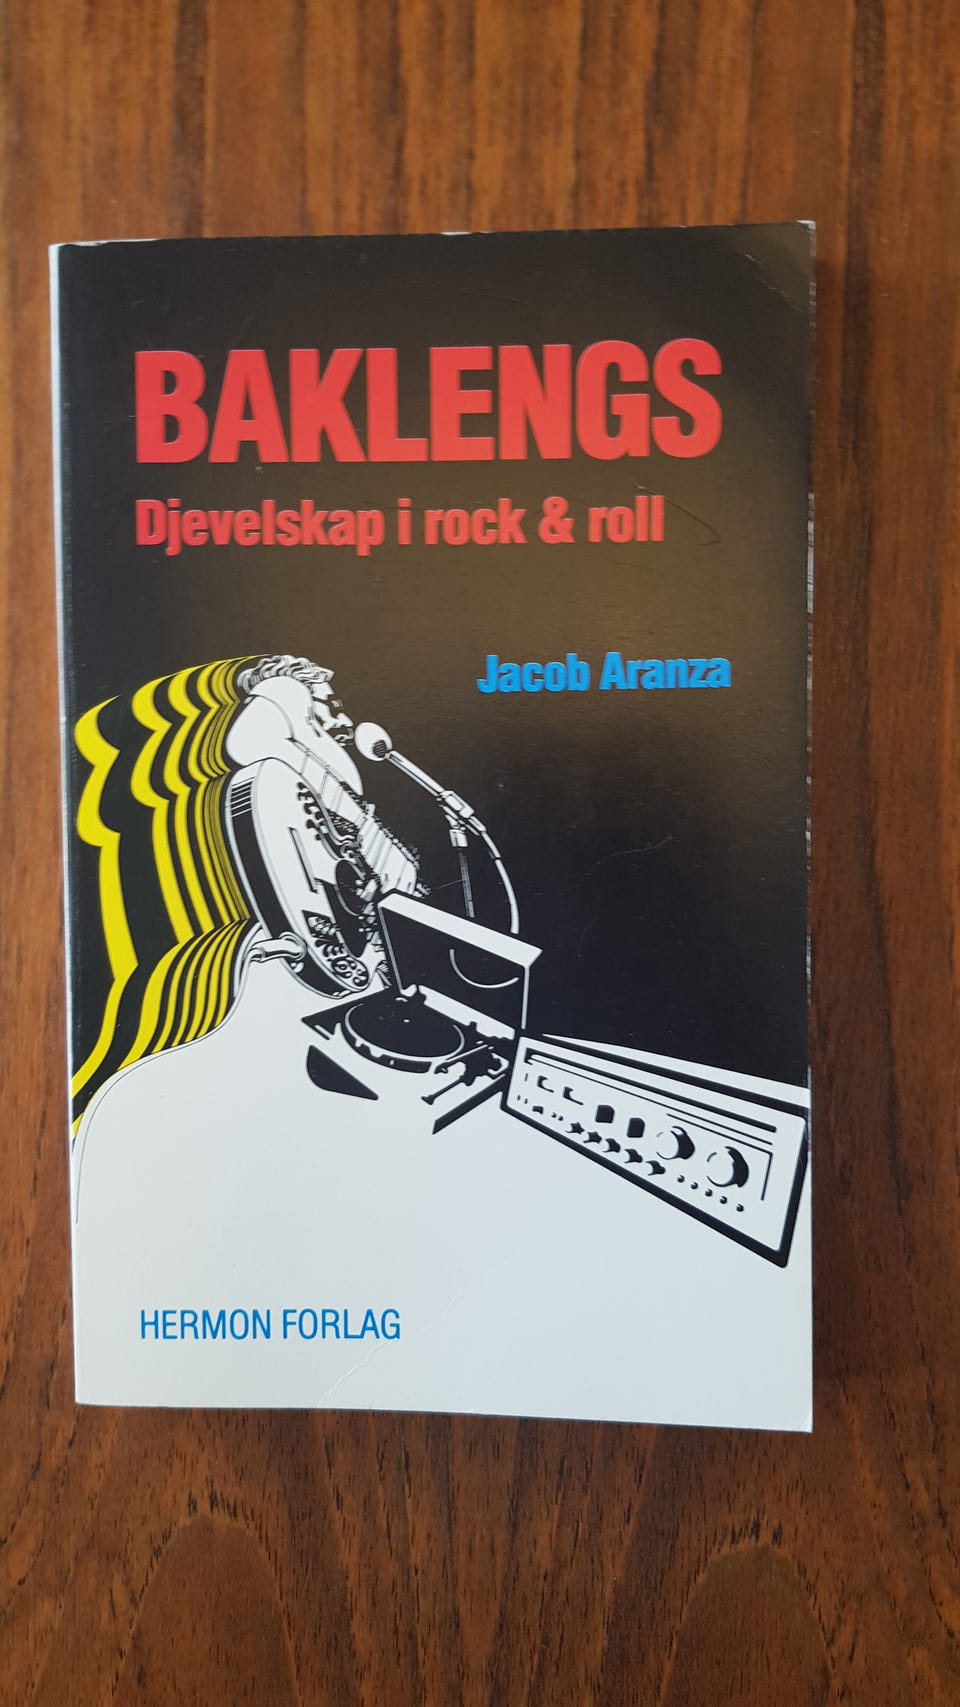 BAKLENGS
Djevelskap i rock & roll
Jacob Aranza
HERMON FORLAG